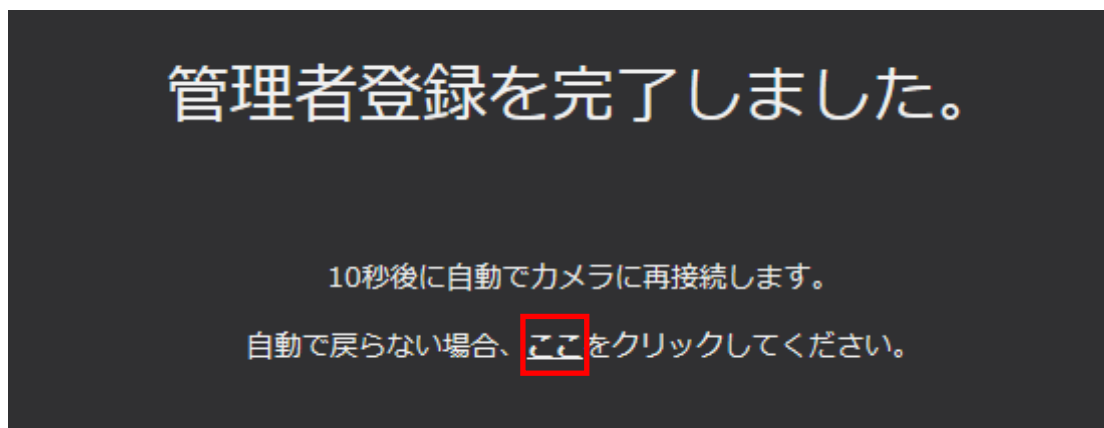 管理者登録を完了しました。
10秒後に自動でカメラに再接続します。
自動で戻らない場合、ここをクリックしてください。